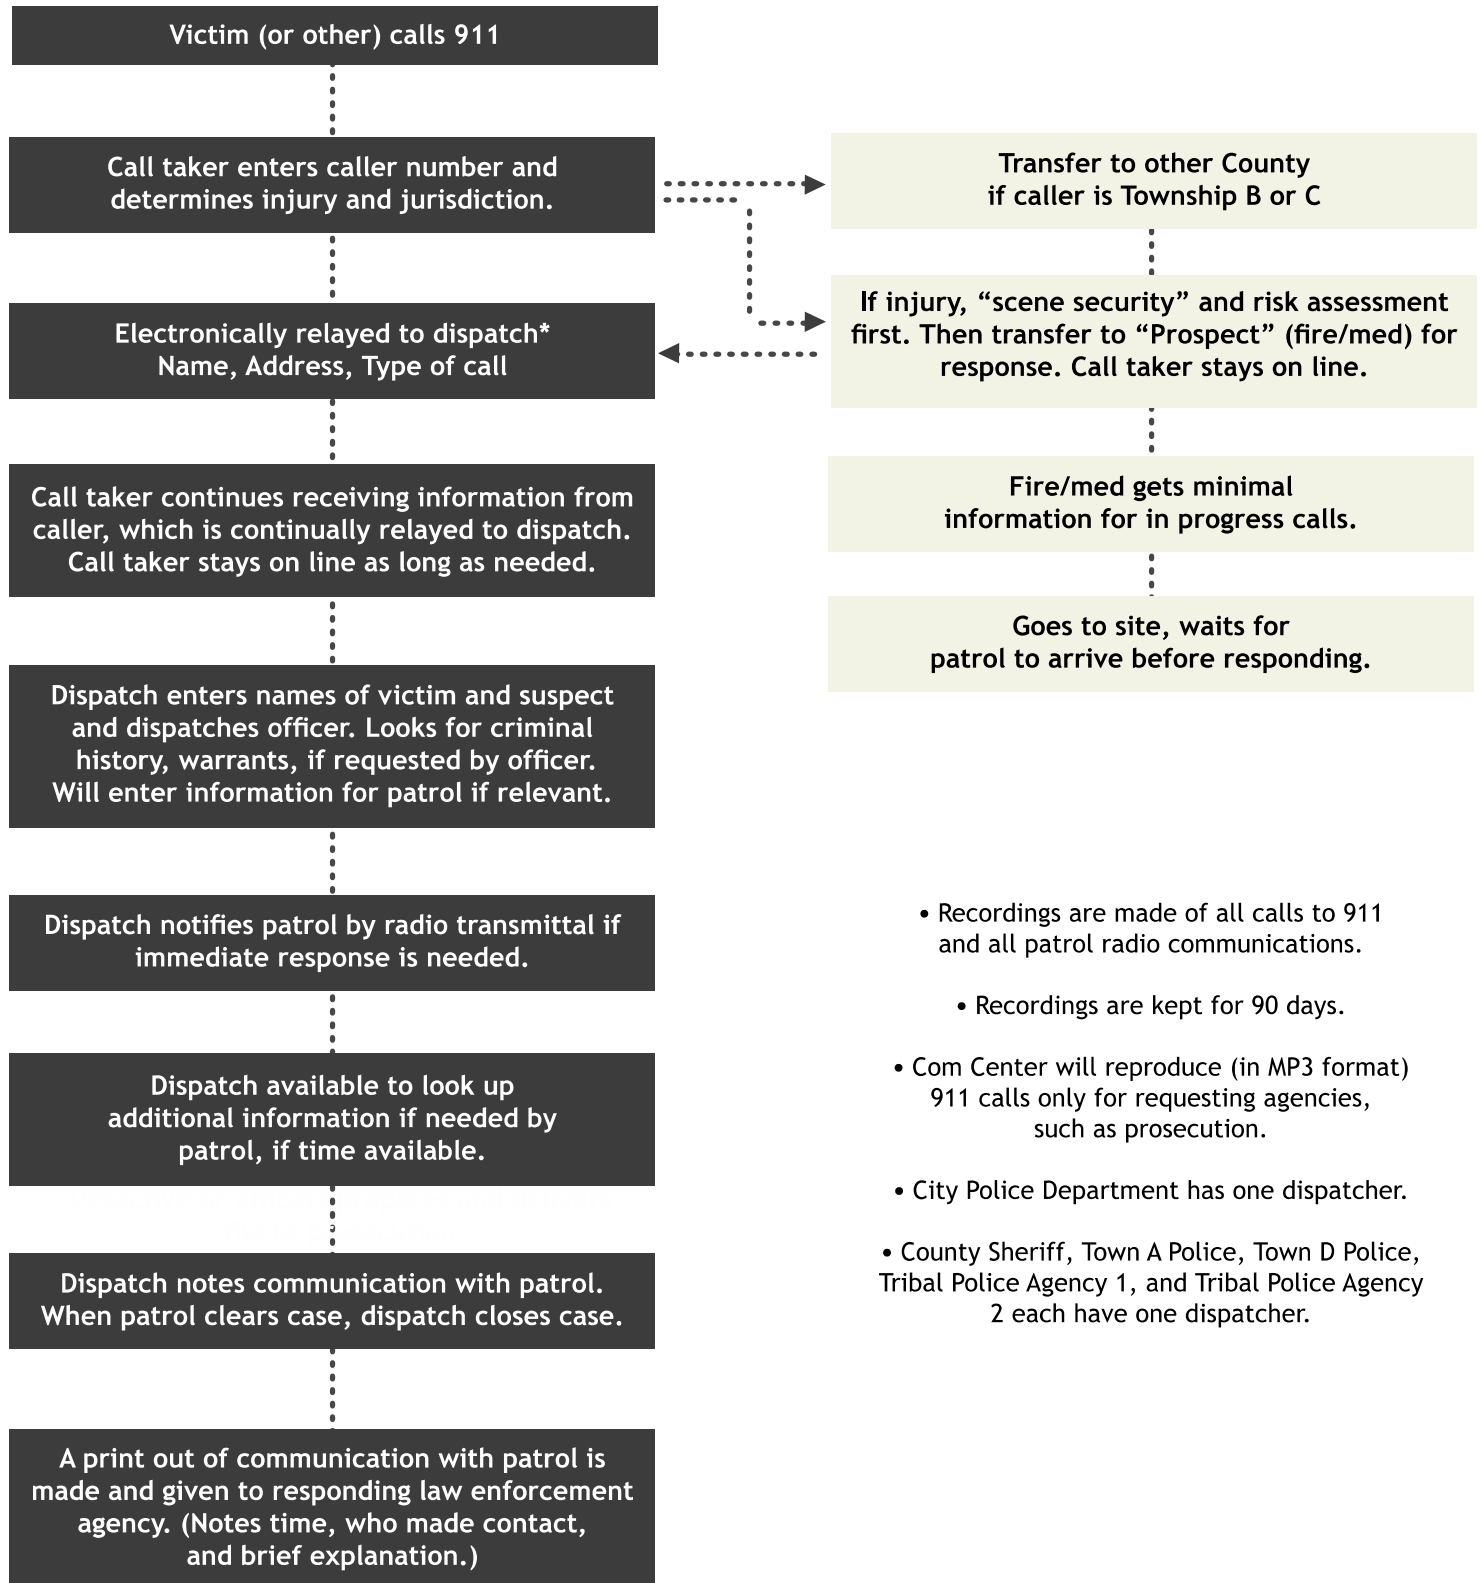 Victim (or other) calls 911
Call taker enters caller number and
determines injury and jurisdiction.
Transfer to other County
if caller is Township B or C
Electronically relayed to dispatch*
Name, Address, Type of call
If injury, “scene security” and risk assessment
first. Then transfer to “Prospect” (fire/med) for
response. Call taker stays on line.
Call taker continues receiving information from
caller, which is continually relayed to dispatch.
Call taker stays on line as long as needed.
Fire/med gets minimal
information for in progress calls.
Goes to site, waits for
patrol to arrive before responding.
Dispatch enters names of victim and suspect
and dispatches officer. Looks for criminal
history, warrants, if requested by officer.
Will enter information for patrol if relevant.
Dispatch notifies patrol by radio transmittal if
immediate response is needed.
Dispatch available to look up
additional information if needed by
patrol, if time available.
Dispatch notes communication with patrol.
When patrol clears case, dispatch closes case.
A print out of communication with patrol is
made and given to responding law enforcement
agency. (Notes time, who made contact,
and brief explanation.)
• Recordings are made of all calls to 911
and all patrol radio communications.
• Recordings are kept for 90 days.
• Com Center will reproduce (in MP3 format)
911 calls only for requesting agencies,
such as prosecution.
• City Police Department has one dispatcher.
• County Sheriff, Town A Police, Town D Police,
Tribal Police Agency 1, and Tribal Police Agency
2 each have one dispatcher.